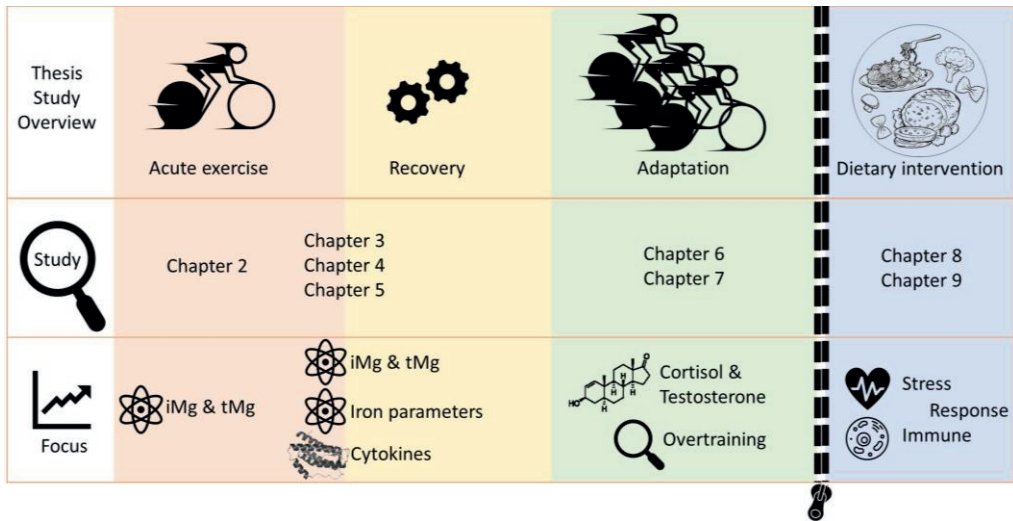 Thesis
Study
Overview
Acute exercise
Recovery
Adaptation
Dietary intervention
Study
Chapter 2
Chapter 3
Chapter 4
Chapter 5
Chapter 6
Chapter 7
Chapter 8
Chapter 9
Focus
iMg & tMg
iMg & tMg
Iron parameters
Cytokines
HO
H
H
H
H
O
Cortisol &
Testosterone
Overtraining
Stress
Response
Immune